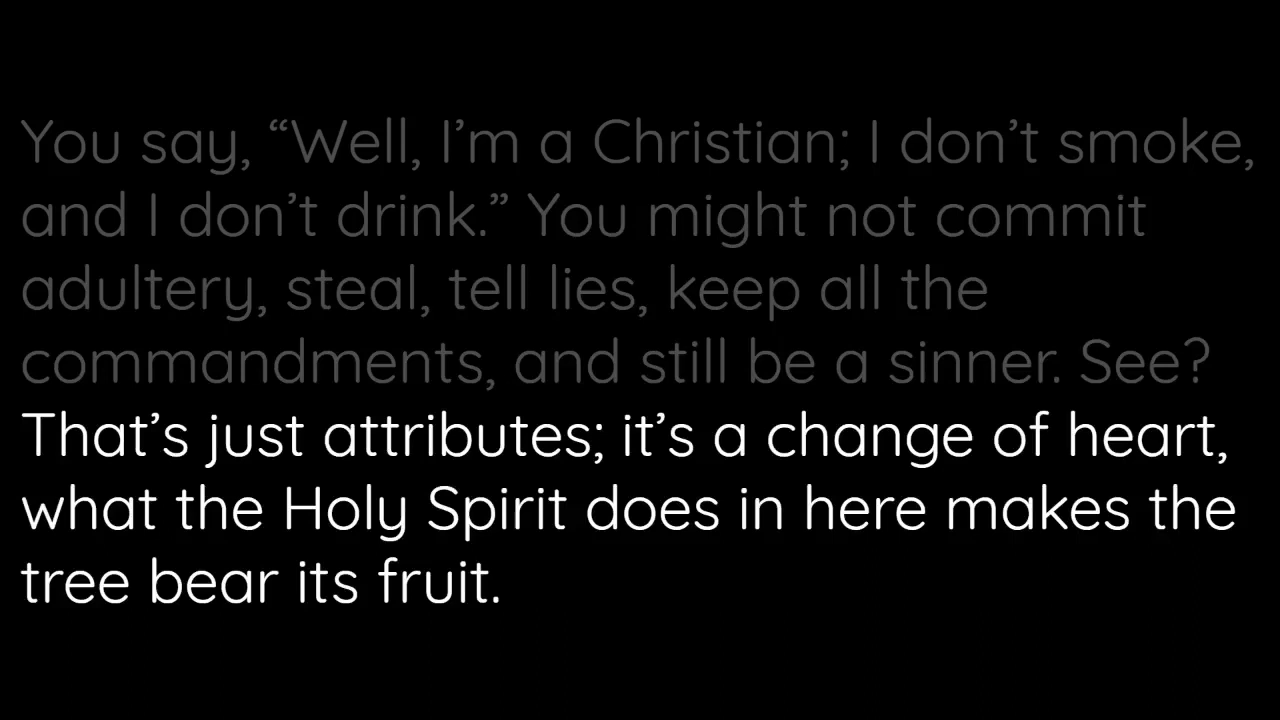 You say, “Well, I’m a Christian; I don’t smoke,
and I don’t drink.” You might not commit
adultery, steal, tell lies, keep all the
commandments, and still be a sinner. See?
That’s just attributes; it’s a change of heart,
what the Holy Spirit does in here makes the
tree bear its fruit.